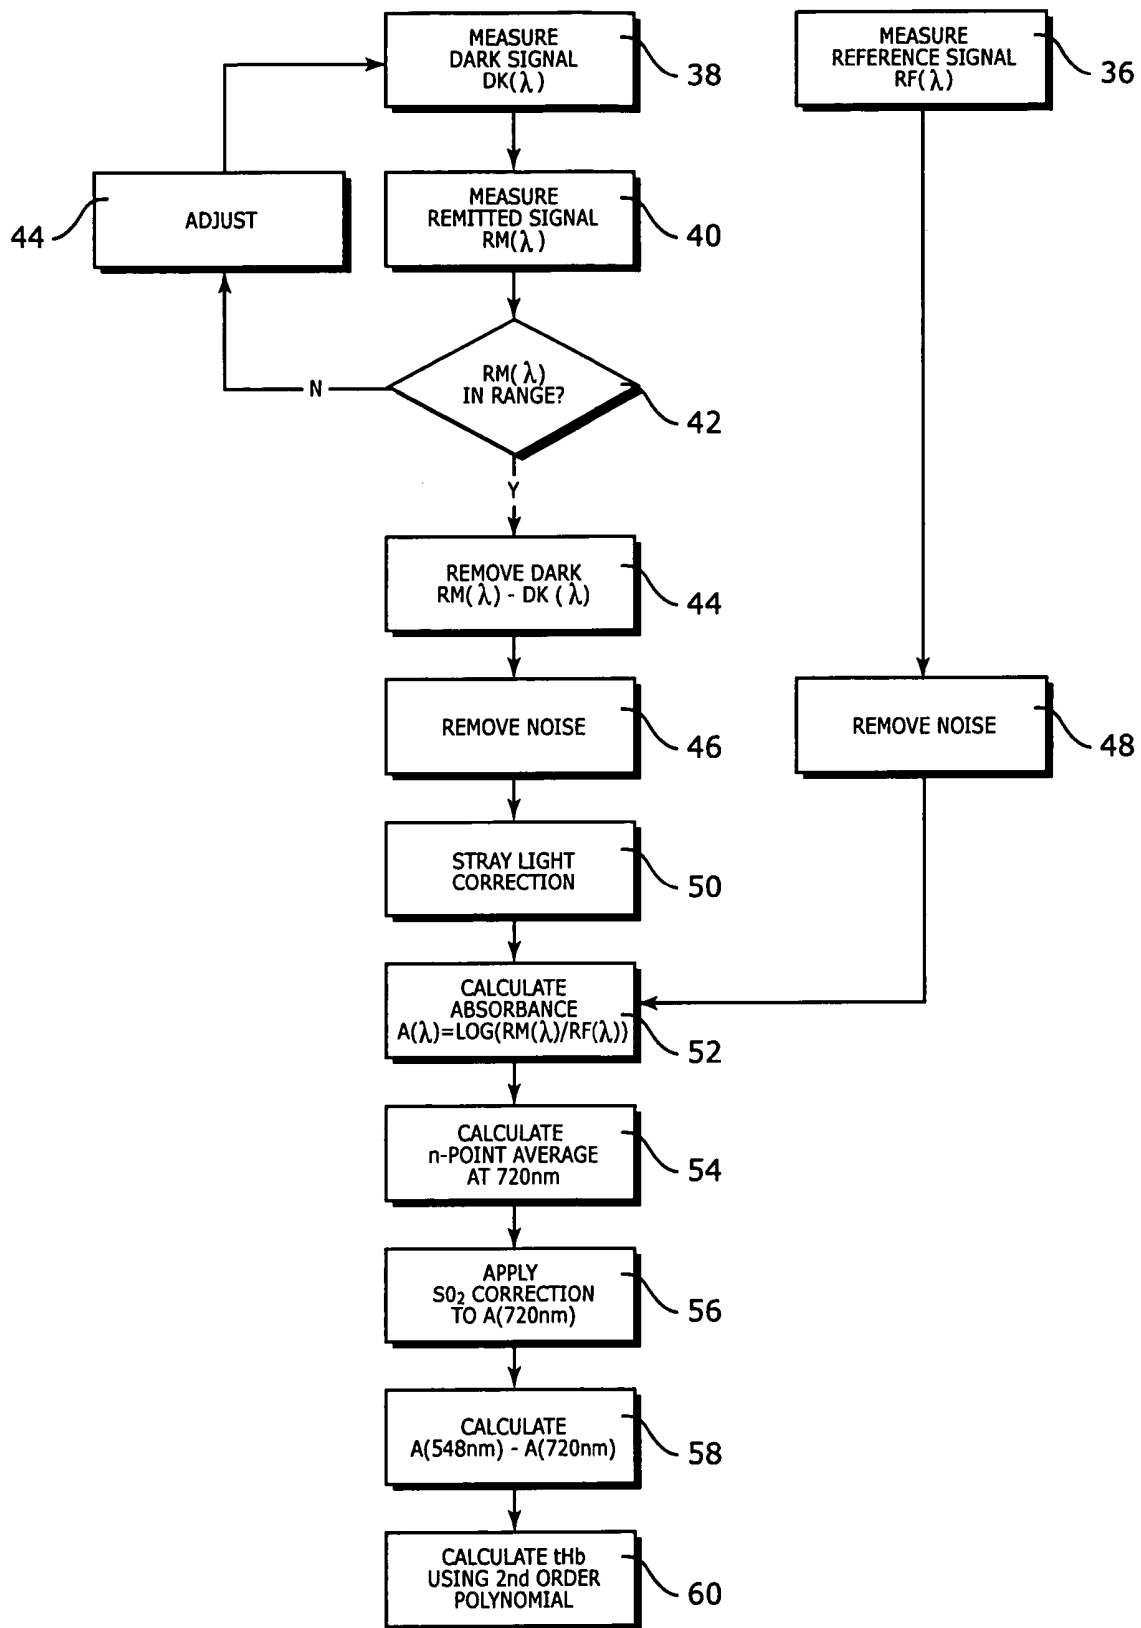 MEASURE
DARK SIGNAL
DK(λ)
38
MEASURE
REFERENCE SIGNAL
RF(λ)
36
44
ADJUST
MEASURE
REMITTED SIGNAL
RM(λ)
40
N
RM(λ)
IN RANGE?
42
Y
REMOVE DARK
RM(λ) - DK (λ)
44
REMOVE NOISE
46
REMOVE NOISE
48
STRAY LIGHT
CORRECTION
50
CALCULATE
ABSORBANCE
A(λ)=LOG(RM(λ)/RF(λ))
52
CALCULATE
n-POINT AVERAGE
AT 720nm
54
APPLY
SO₂ CORRECTION
TO A(720nm)
56
CALCULATE
A(548nm) - A(720nm)
58
CALCULATE tHb
USING 2nd ORDER
POLYNOMIAL
60